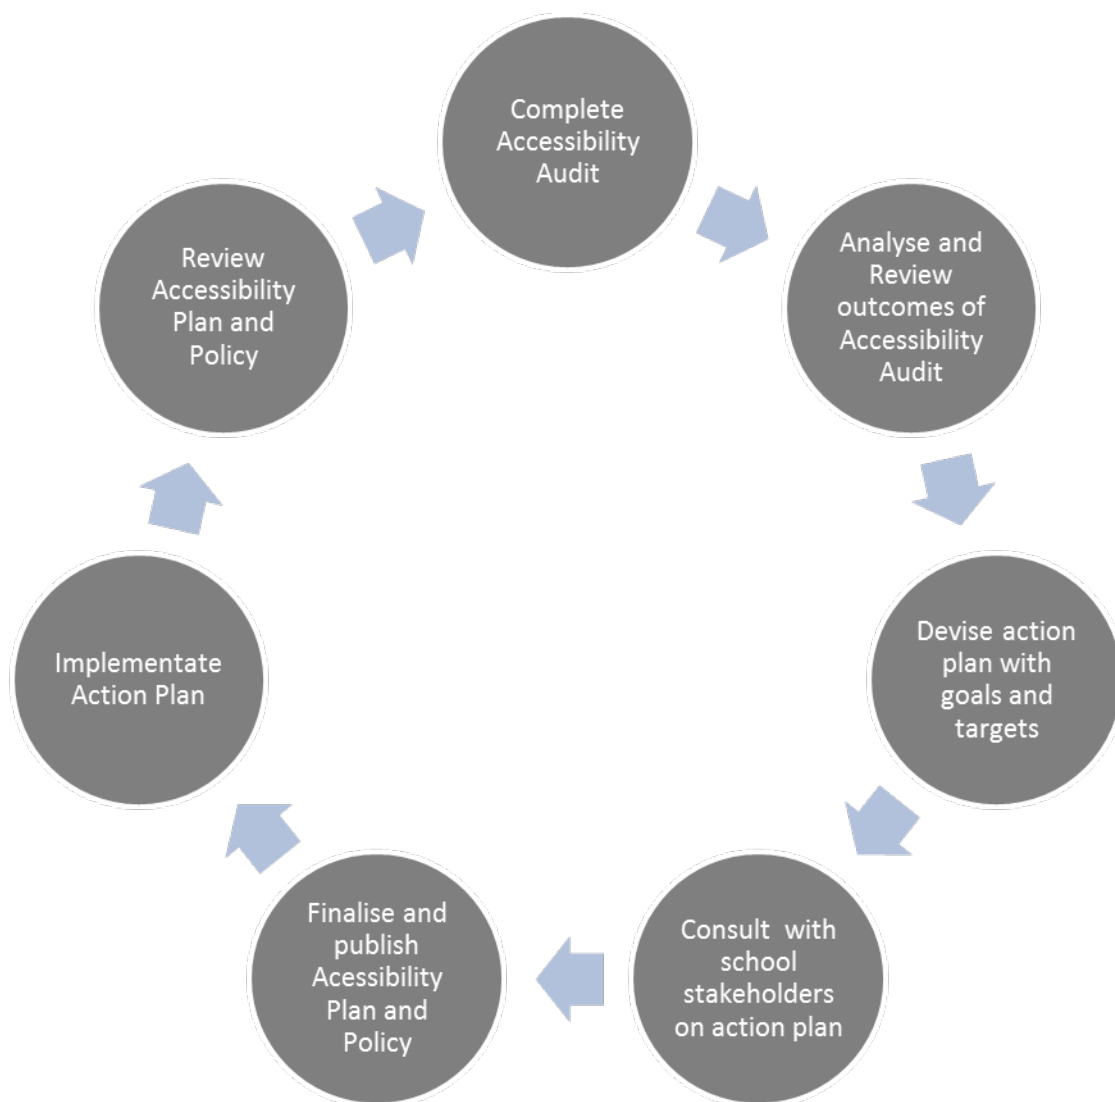 Complete
Accessibility
Audit
Analyse and
Review
outcomes of
Accessibility
Audit
Devise action
plan with
goals and
targets
Consult  with
school
stakeholders
on action plan
Finalise and
publish
Acessibility
Plan and
Policy
Implementate
Action Plan
Review
Accessibility
Plan and
Policy